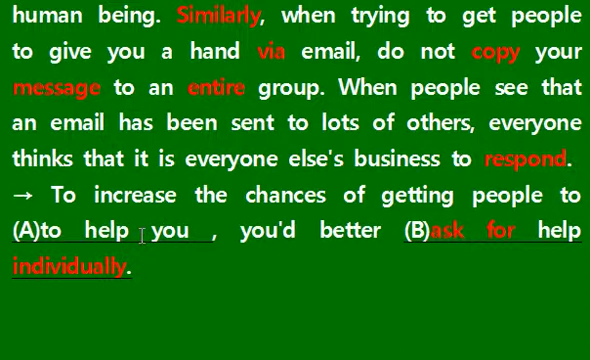 human being. Similarly, when trying to get people
to give you a hand via email, do not copy your
message to an entire group. When people see that
an email has been sent to lots of others, everyone
thinks that it is everyone else's business to respond.
→ To increase the chances of getting people to
(A)to help you , you'd better (B)ask for help
individually.